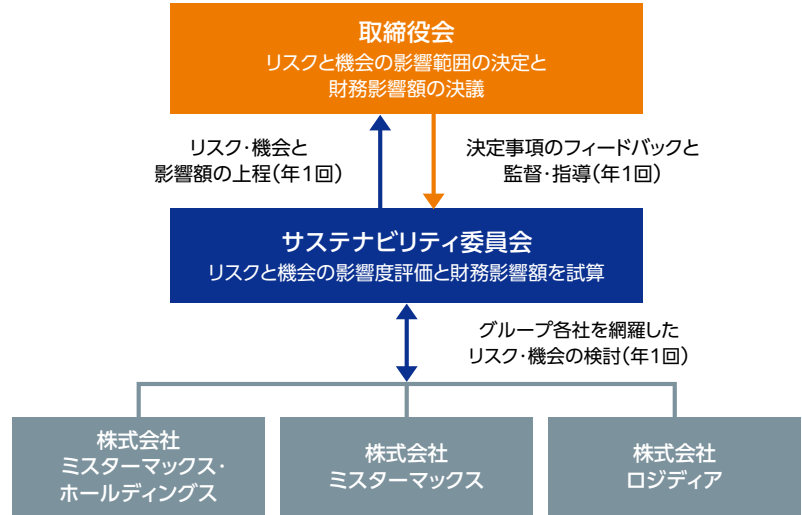 取締役会
リスクと機会の影響範囲の決定と
財務影響額の決議
リスク・機会と
影響額の上程(年1回)
決定事項のフィードバックと
監督・指導(年1回)
サステナビリティ委員会
リスクと機会の影響度評価と財務影響額を試算
グループ各社を網羅した
リスク・機会の検討(年1回)
株式会社
ミスターマックス・
ホールディングス
株式会社
ミスターマックス
株式会社
ロジディア